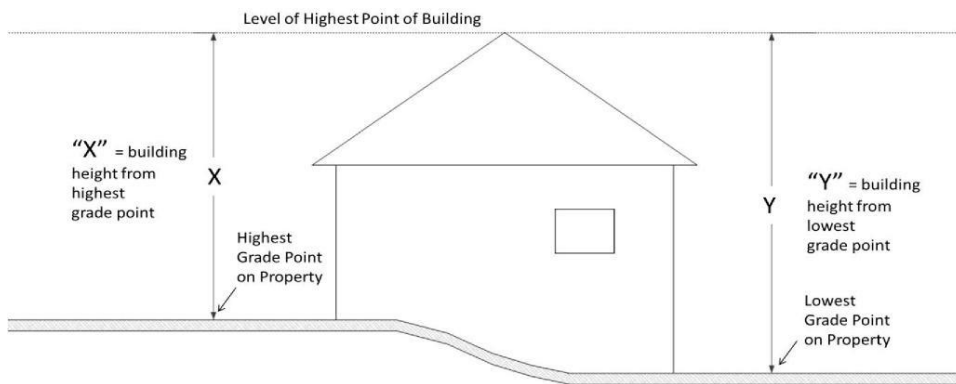 Level of Highest Point of Building
“X” = building
height from
highest
grade point
X
Highest
Grade Point
on Property
Y
“Y” = building
height from
lowest
grade point
Lowest
Grade Point
on Property